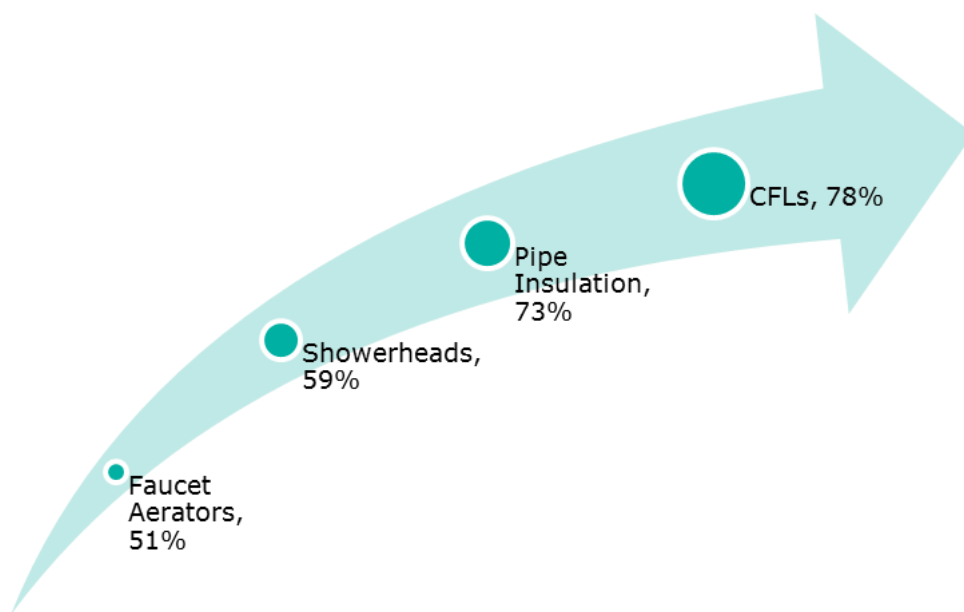 CFLs, 78%
Pipe
Insulation,
73%
Showerheads,
59%
Faucet
Aerators,
51%